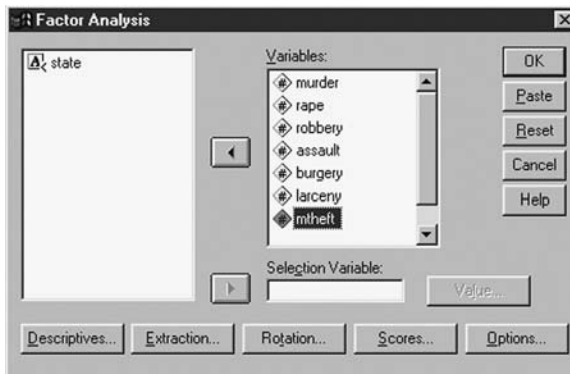 Factor Analysis
state
Variables:
murder
rape
robbery
assault
burgery
larceny
mtheft
Selection Variable:
OK
Paste
Reset
Cancel
Help
Value...
Descriptives...
Extraction...
Rotation...
Scores...
Options...